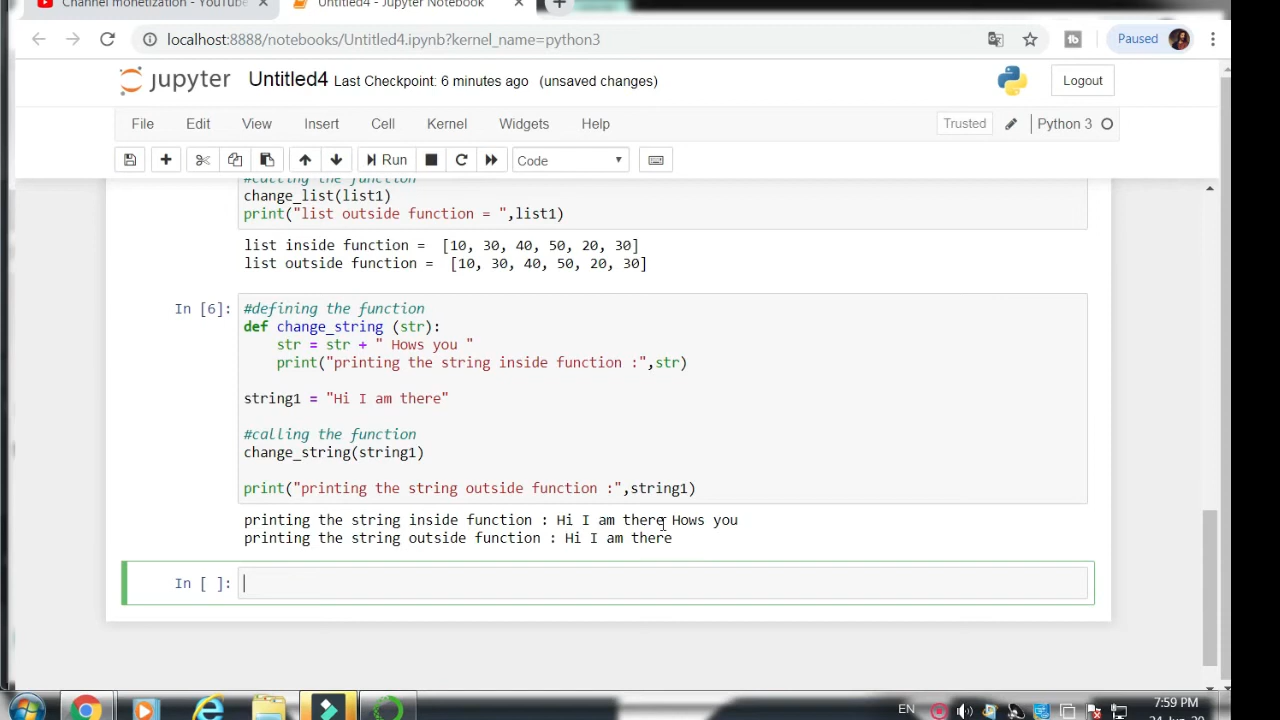 Channel monetization - YouTube
Untitled4 - Jupyter Notebook
localhost:8888/notebooks/Untitled4.ipynb?kernel_name=python3
Paused
jupyter Untitled4 Last Checkpoint: 6 minutes ago (unsaved changes)
Logout
File Edit View Insert Cell Kernel Widgets Help
Trusted Python 3
Run Code
#calling the function
change_list(list1)
print("list outside function = ",list1)
list inside function =  [10, 30, 40, 50, 20, 30]
list outside function =  [10, 30, 40, 50, 20, 30]
In [6]:
#defining the function
def change_string (str):
    str = str + " Hows you "
    print("printing the string inside function :",str)
string1 = "Hi I am there"
#calling the function
change_string(string1)
print("printing the string outside function :",string1)
printing the string inside function : Hi I am there Hows you
printing the string outside function : Hi I am there
In [ ]:
EN
7:59 PM